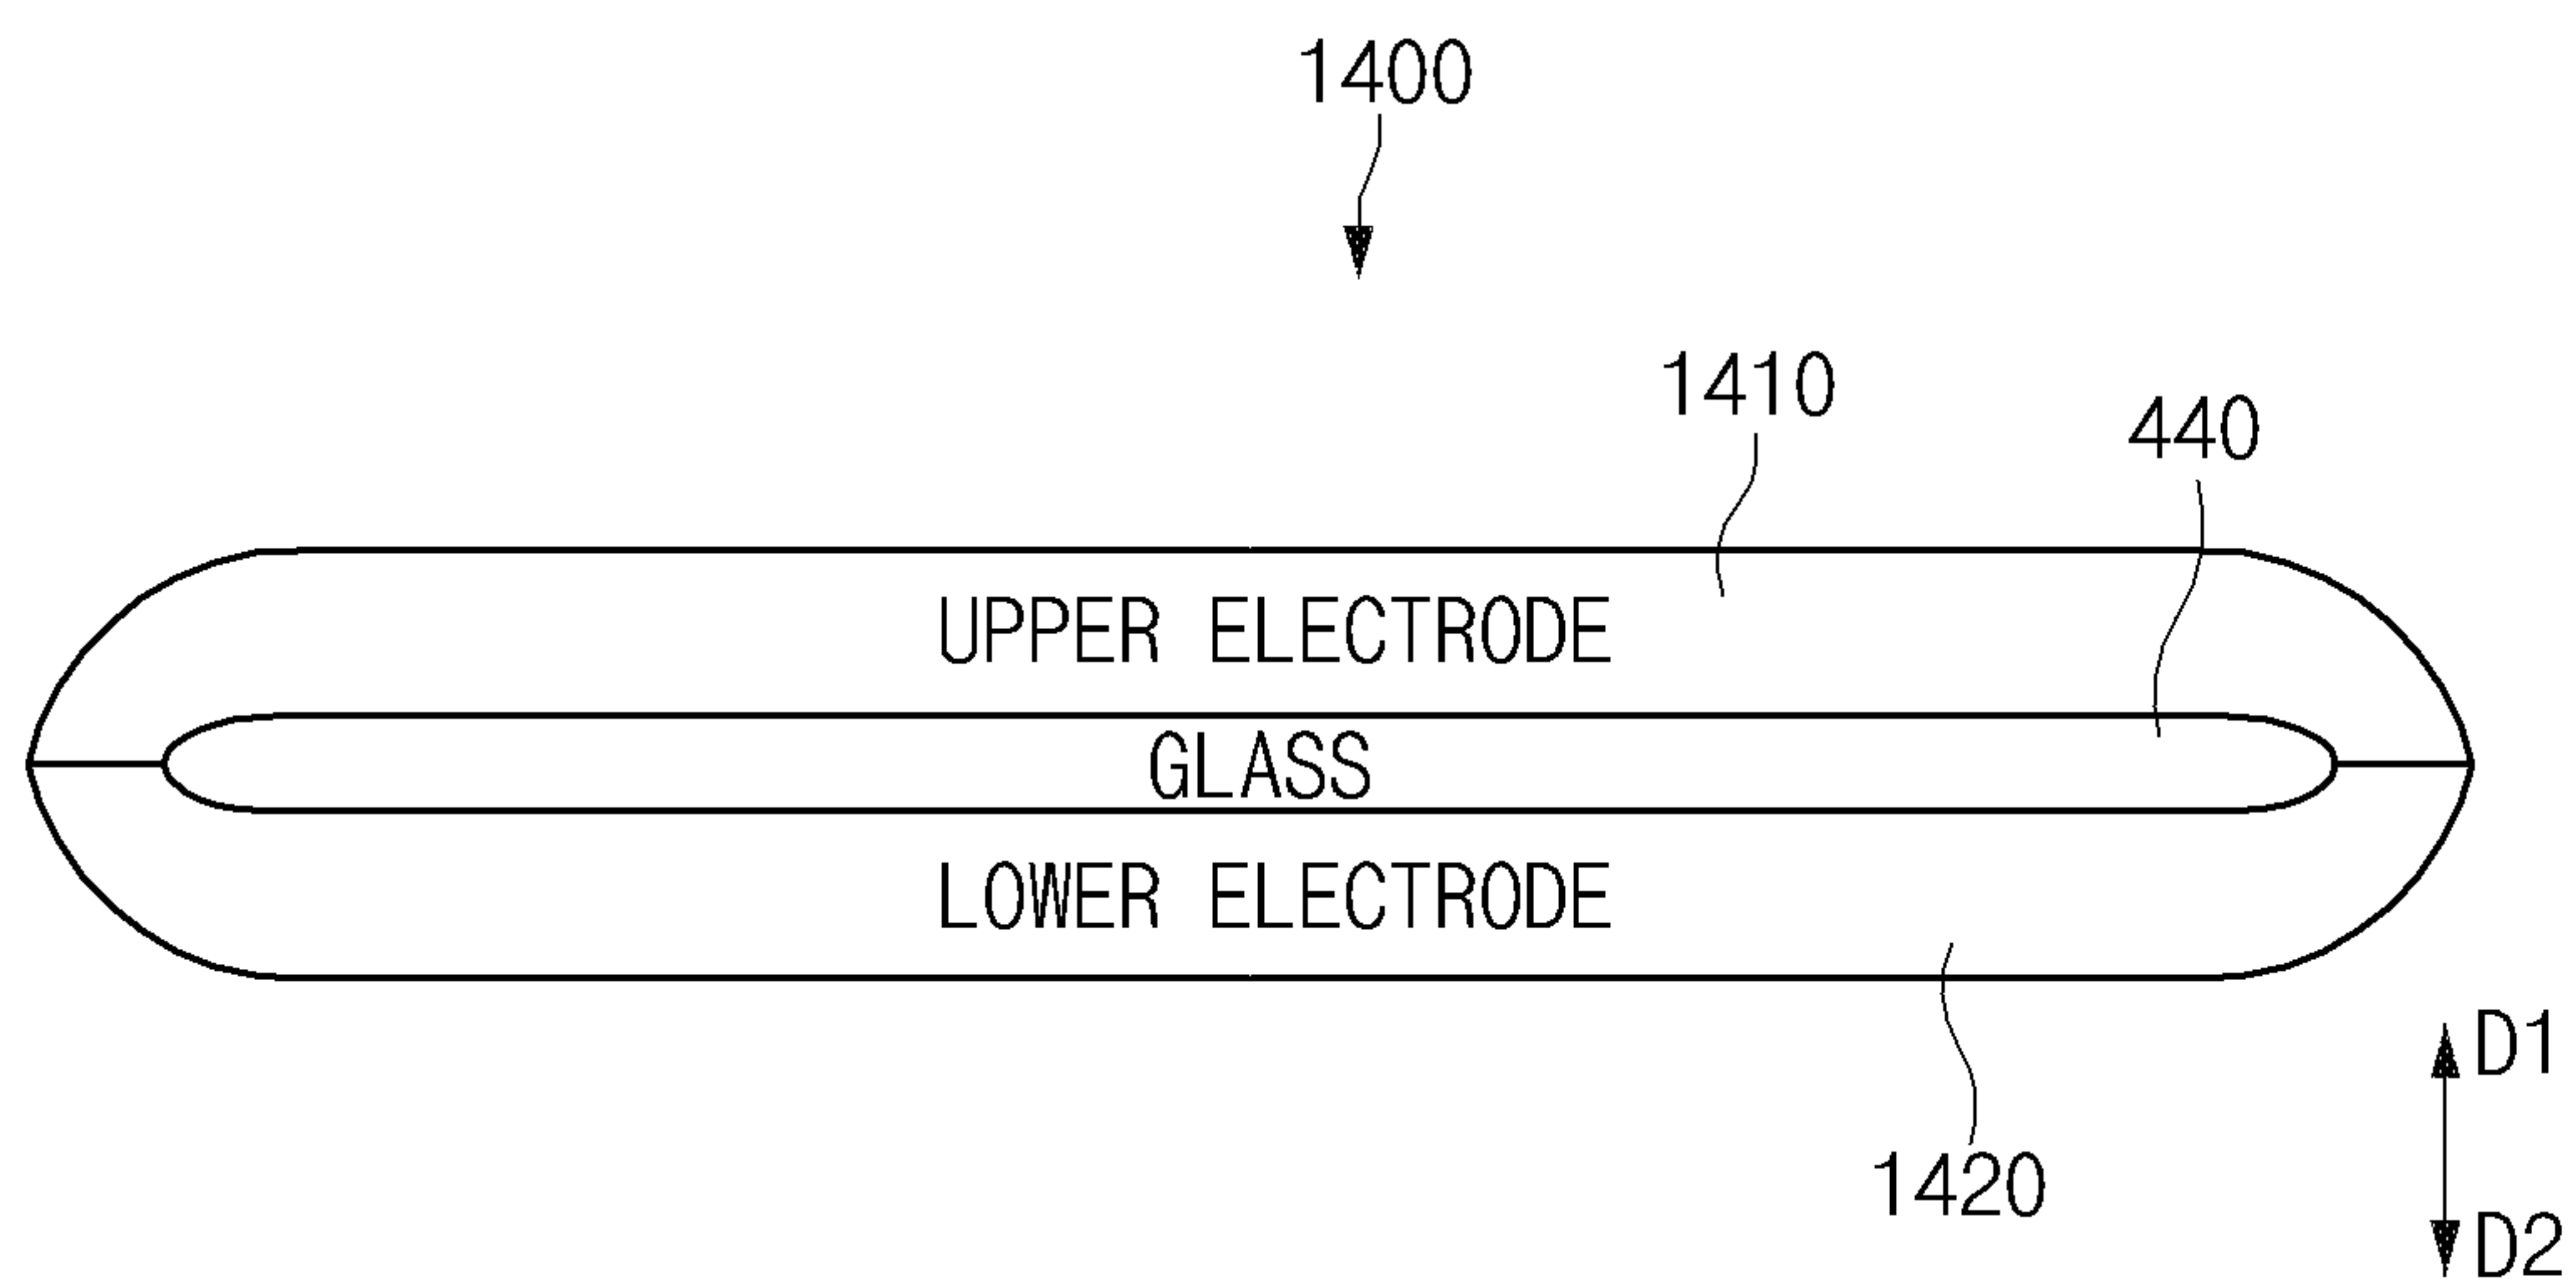 1400
1410
440
UPPER ELECTRODE
GLASS
LOWER ELECTRODE
D1
1420
D2